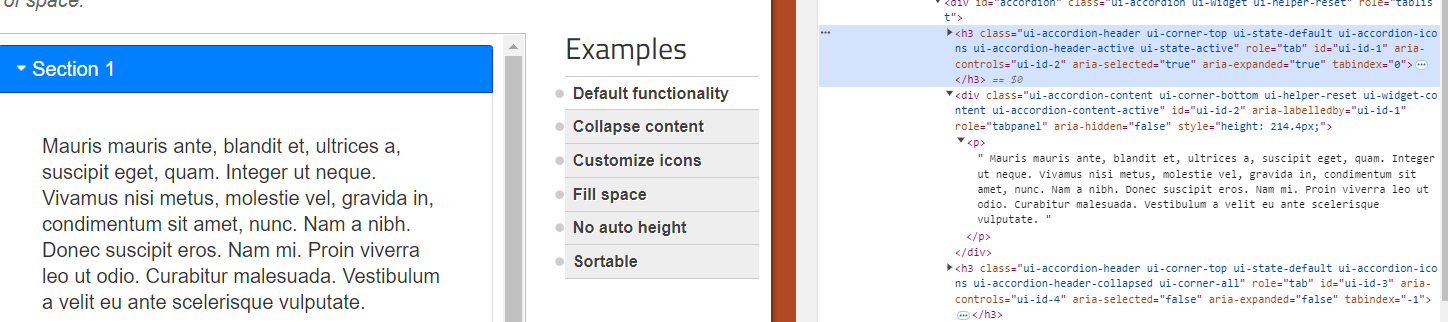 or space.
Section 1
Mauris mauris ante, blandit et, ultrices a,
suscipit eget, quam. Integer ut neque.
Vivamus nisi metus, molestie vel, gravida in,
condimentum sit amet, nunc. Nam a nibh.
Donec suscipit eros. Nam mi. Proin viverra
leo ut odio. Curabitur malesuada. Vestibulum
a velit eu ante scelerisque vulputate.
Examples
Default functionality
Collapse content
Customize icons
Fill space
No auto height
Sortable
<div id="accordion" class="ui-accordion ui-widget ui-helper-reset" role="tablis
t">
<h3 class="ui-accordion-header ui-corner-top ui-state-default ui-accordion-ico
ns ui-accordion-header-active ui-state-active" role="tab" id="ui-id-1" aria-
controls="ui-id-2" aria-selected="true" aria-expanded="true" tabindex="0">
</h3> == $0
<div class="ui-accordion-content ui-corner-bottom ui-helper-reset ui-widget-co
ntent ui-accordion-content-active" id="ui-id-2" aria-labelledby="ui-id-1"
role="tabpanel" aria-hidden="false" style="height: 214.4px;">
<p>
" Mauris mauris ante, blandit et, ultrices a, suscipit eget, quam. Integer
ut neque. Vivamus nisi metus, molestie vel, gravida in, condimentum sit
amet, nunc. Nam a nibh. Donec suscipit eros. Nam mi. Proin viverra leo ut
odio. Curabitur malesuada. Vestibulum a velit eu ante scelerisque
vulputate. "
</p>
</div>
<h3 class="ui-accordion-header ui-corner-top ui-state-default ui-accordion-ico
ns ui-accordion-header-collapsed ui-corner-all" role="tab" id="ui-id-3" aria-
controls="ui-id-4" aria-selected="false" aria-expanded="false" tabindex="-1">
</h3>